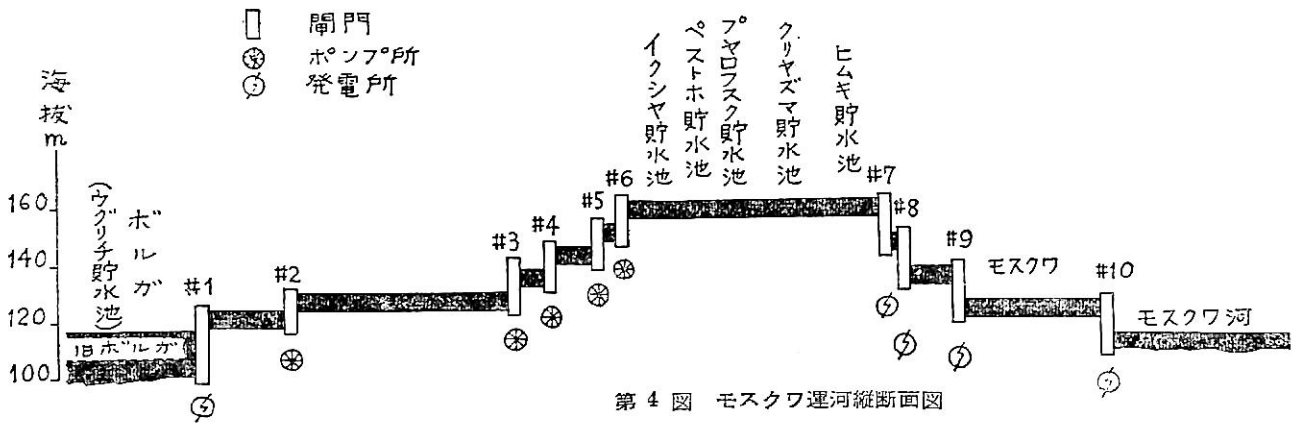 閘門
ポンプ所
発電所
海抜m
160
140
120
100
ボルガ
(ウグリチ貯水池)
旧ボルガ
#1
#2
#3
#4
#5
#6
イクシヤ貯水池
ペストホ貯水池
プヤロフスク貯水池
クリヤズマ貯水池
ヒムキ貯水池
#7
#8
#9
モスクワ
#10
モスクワ河
第4図 モスクワ運河縦断面図